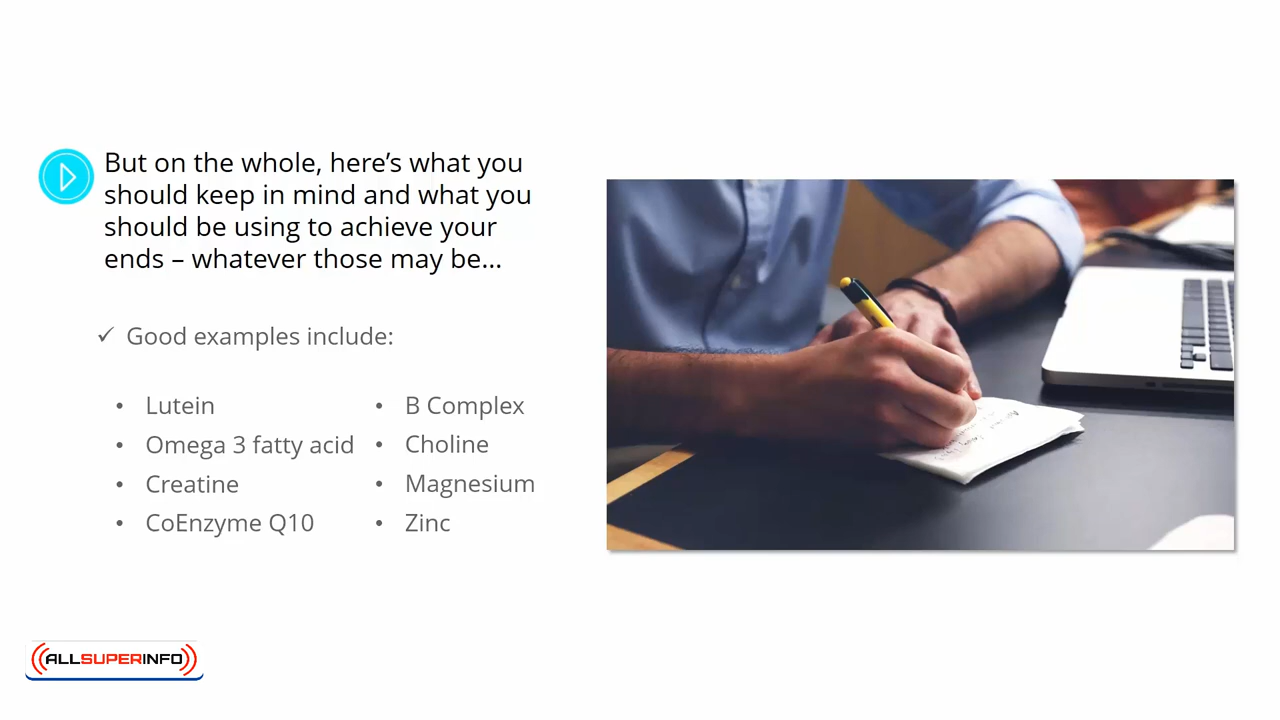 But on the whole, here’s what you
should keep in mind and what you
should be using to achieve your
ends – whatever those may be...
✓ Good examples include:
• Lutein
• Omega 3 fatty acid
• Creatine
• CoEnzyme Q10
• B Complex
• Choline
• Magnesium
• Zinc
ALLSUPERINFO